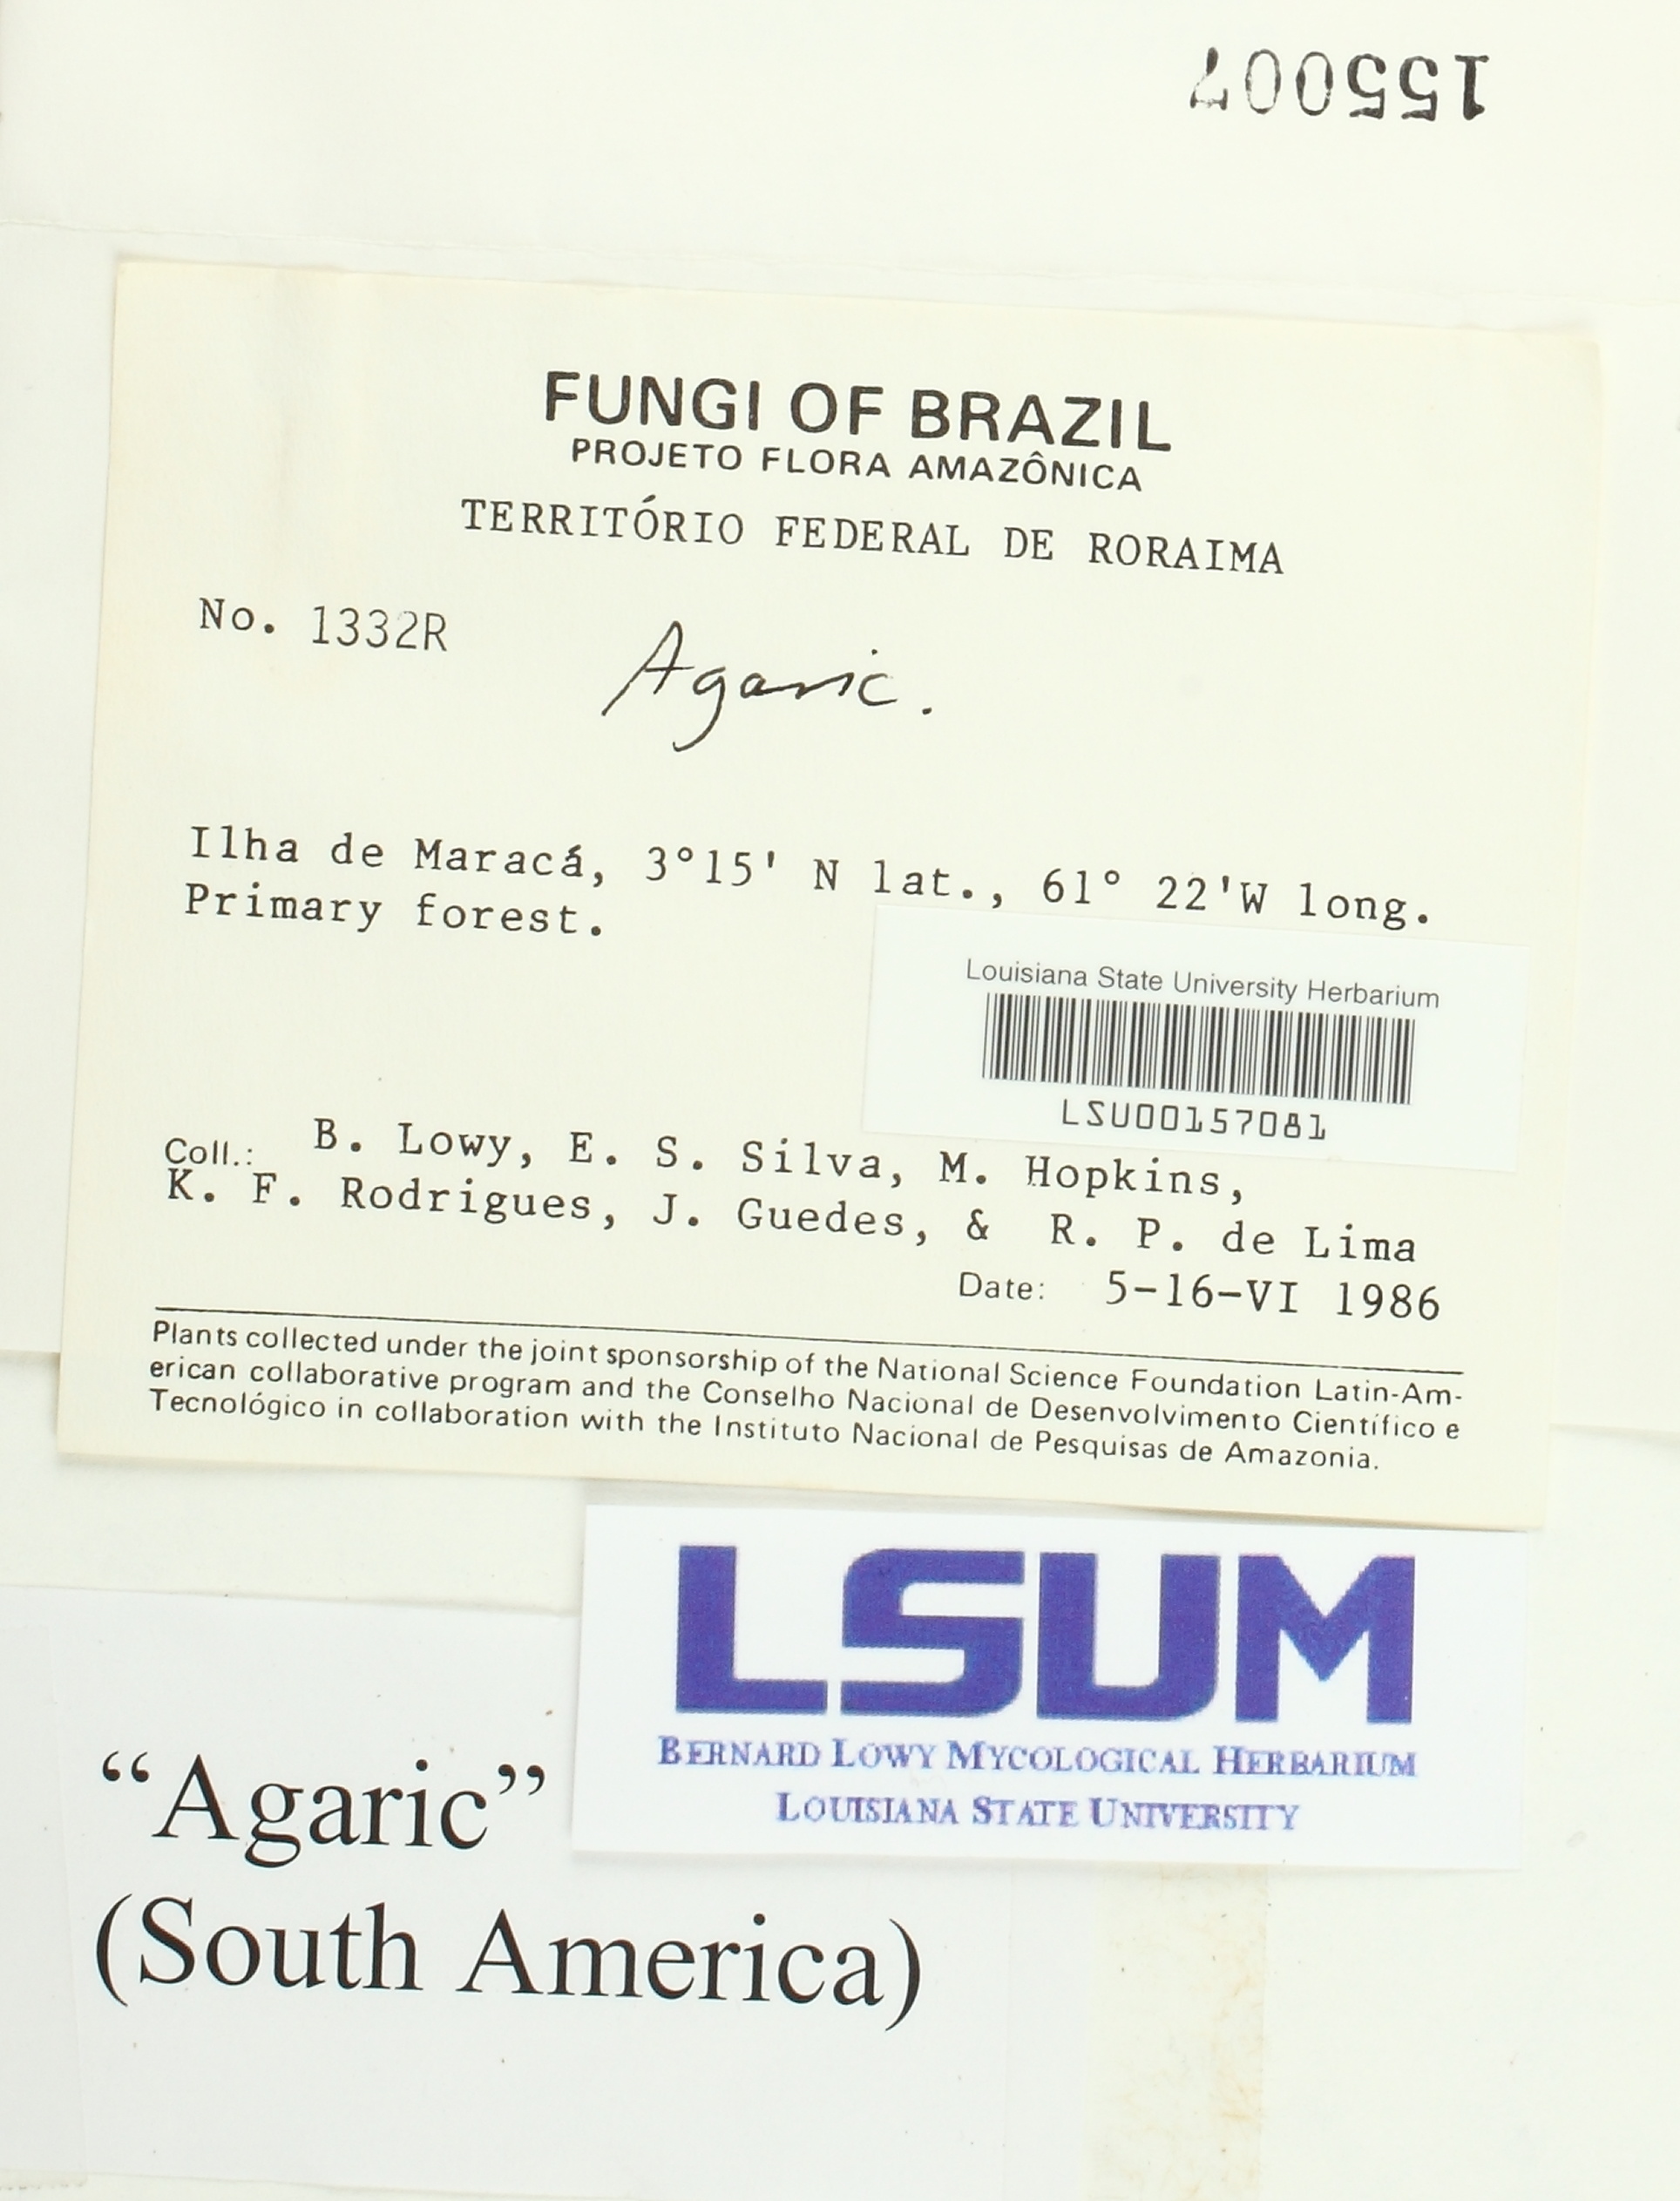 155007
FUNGI OF BRAZIL
PROJETO FLORA AMAZÔNICA
TERRITÓRIO FEDERAL DE RORAIMA
No. 1332R
Agaric.
Ilha de Maracá, 3°15' N lat., 61° 22'W long.
Primary forest.
Louisiana State University Herbarium
LSU00157081
Coll.: B. Lowy, E. S. Silva, M. Hopkins,
K. F. Rodrigues, J. Guedes, & R. P. de Lima
Date: 5-16-VI 1986
Plants collected under the joint sponsorship of the National Science Foundation Latin-Am-
erican collaborative program and the Conselho Nacional de Desenvolvimento Científico e
Tecnológico in collaboration with the Instituto Nacional de Pesquisas de Amazonia.
LSUM
BERNARD LOWY MYCOLOGICAL HERBARIUM
LOUISIANA STATE UNIVERSITY
“Agaric”
(South America)